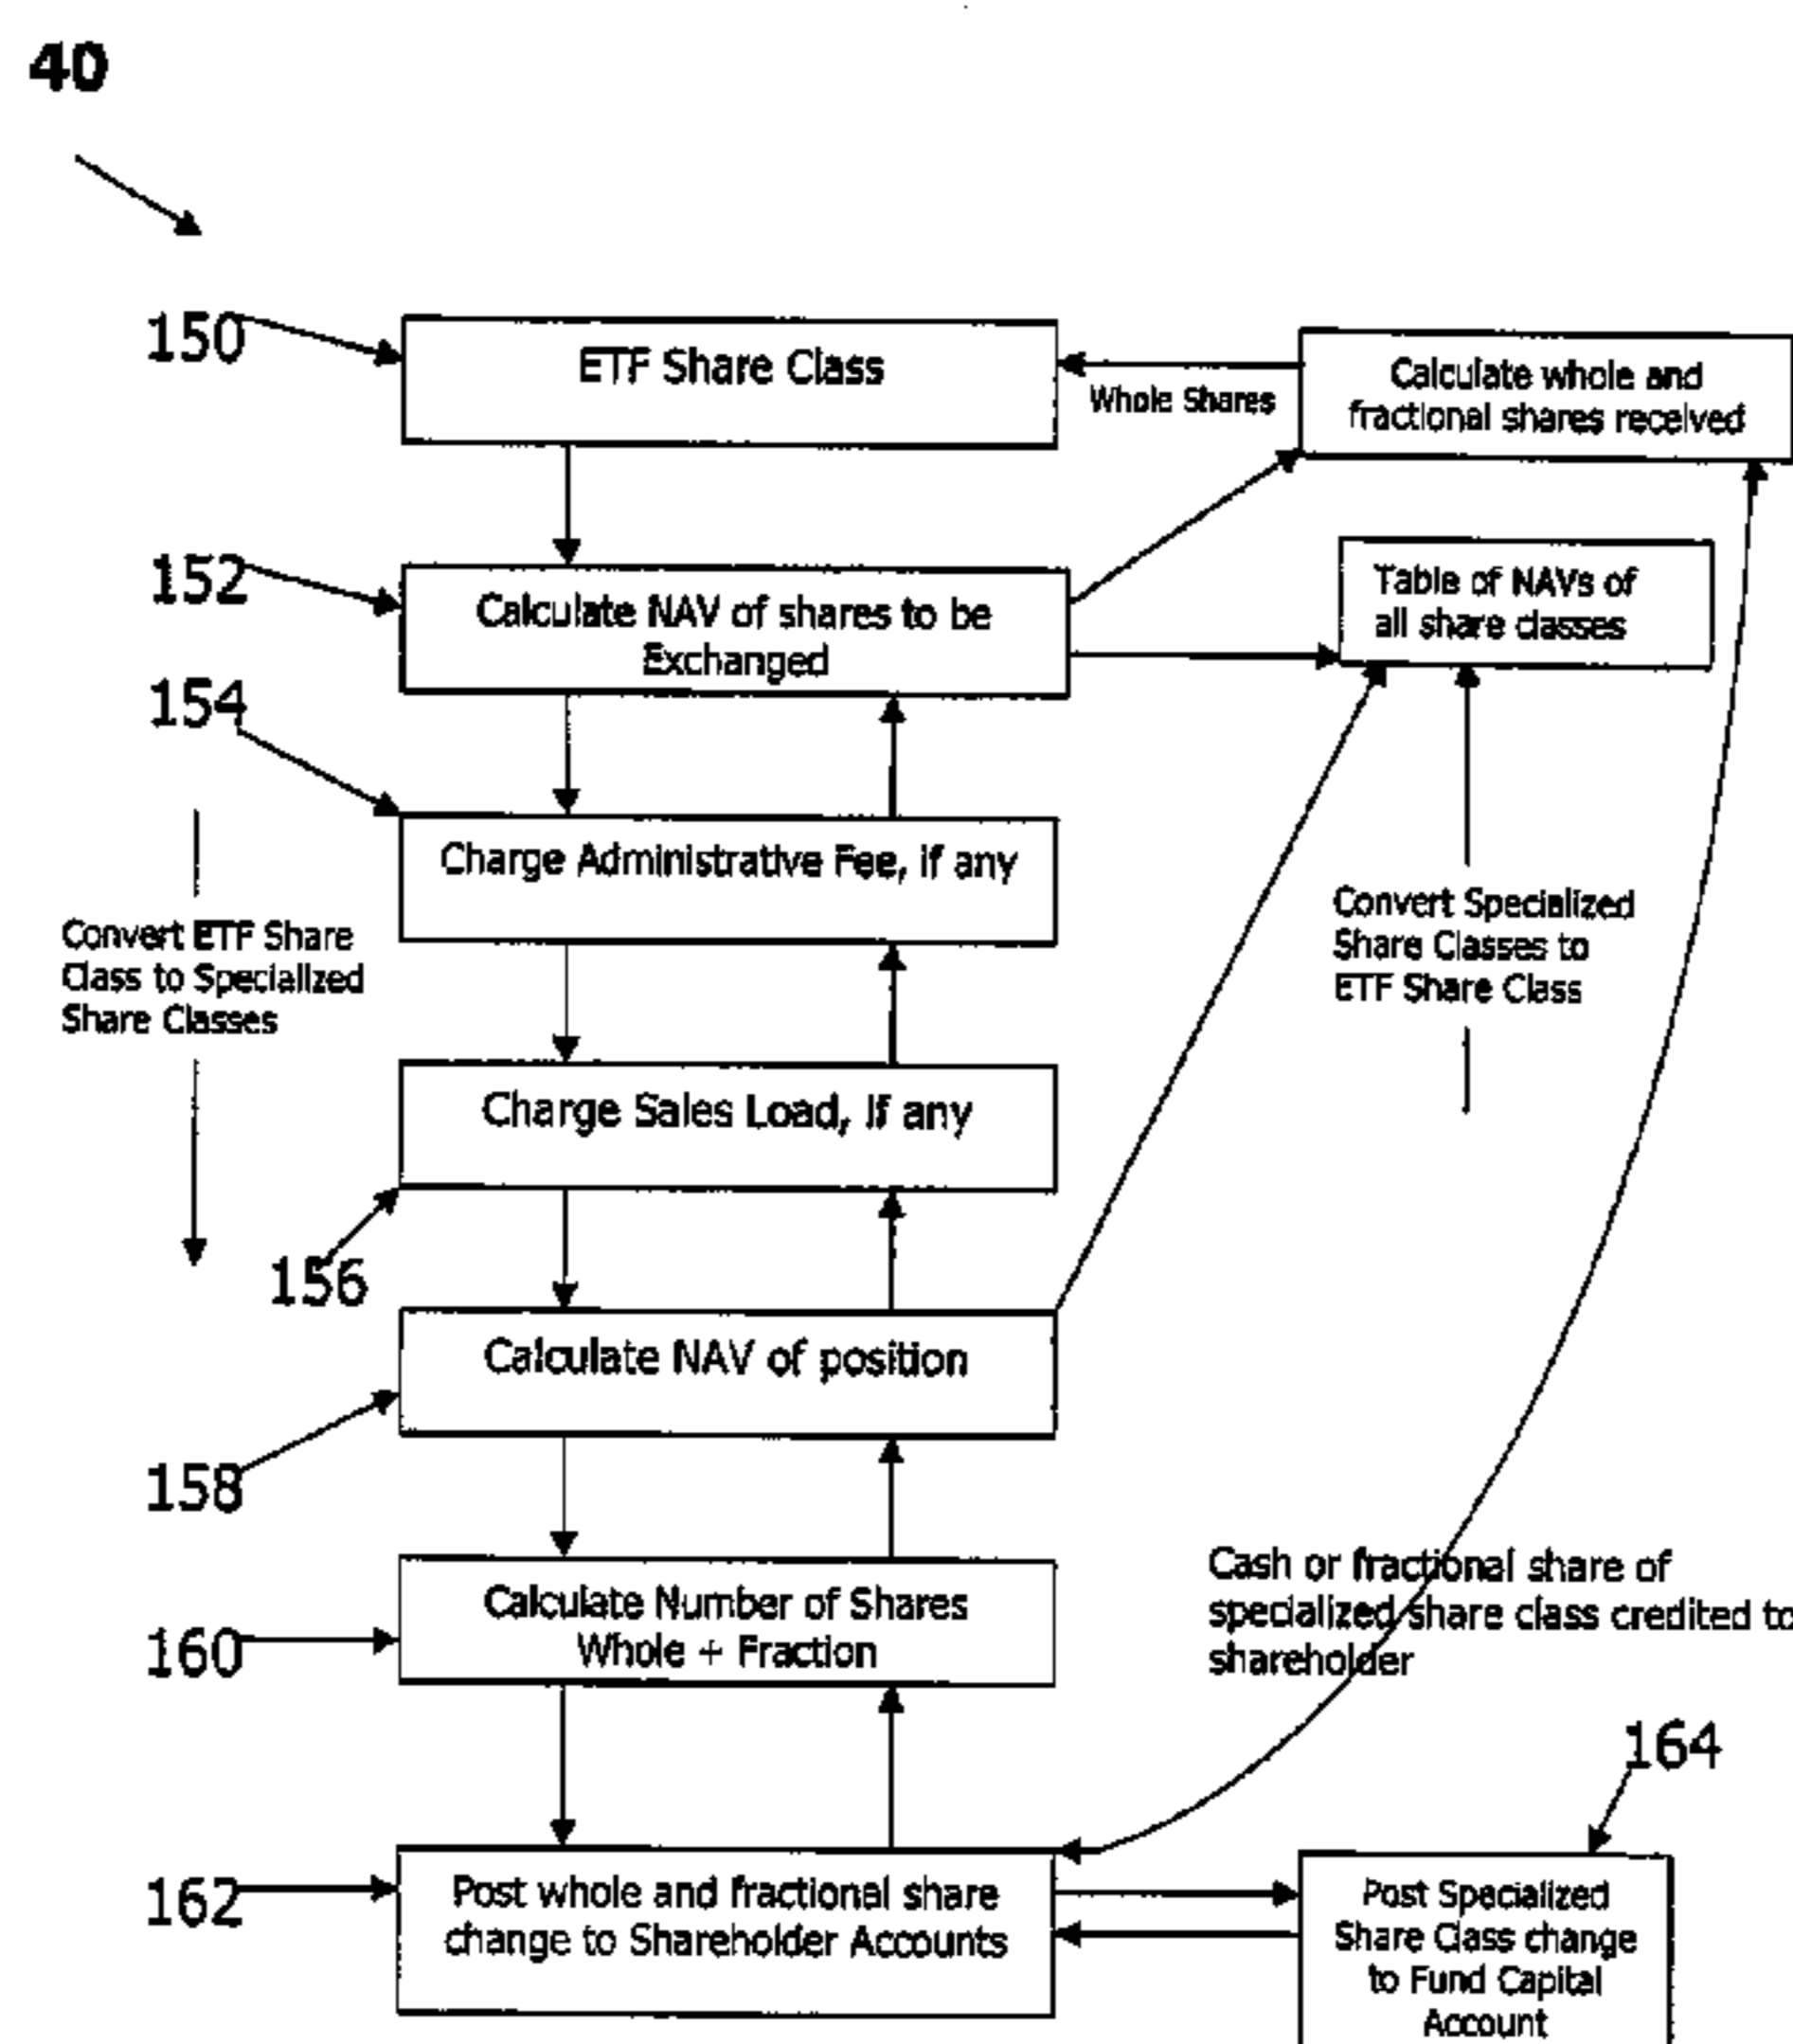 40
150
ETF Share Class
Whole Shares
Calculate whole and
fractional shares received
152
Calculate NAV of shares to be
Exchanged
Table of NAVs of
all share classes
154
Charge Administrative Fee, if any
Convert ETF Share
Class to Specialized
Share Classes
Convert Specialized
Share Classes to
ETF Share Class
Charge Sales Load, If any
156
Calculate NAV of position
158
Calculate Number of Shares
Whole + Fraction
160
Cash or fractional share of
specialized share class credited to
shareholder
164
162
Post whole and fractional share
change to Shareholder Accounts
Post Specialized
Share Class change
to Fund Capital
Account